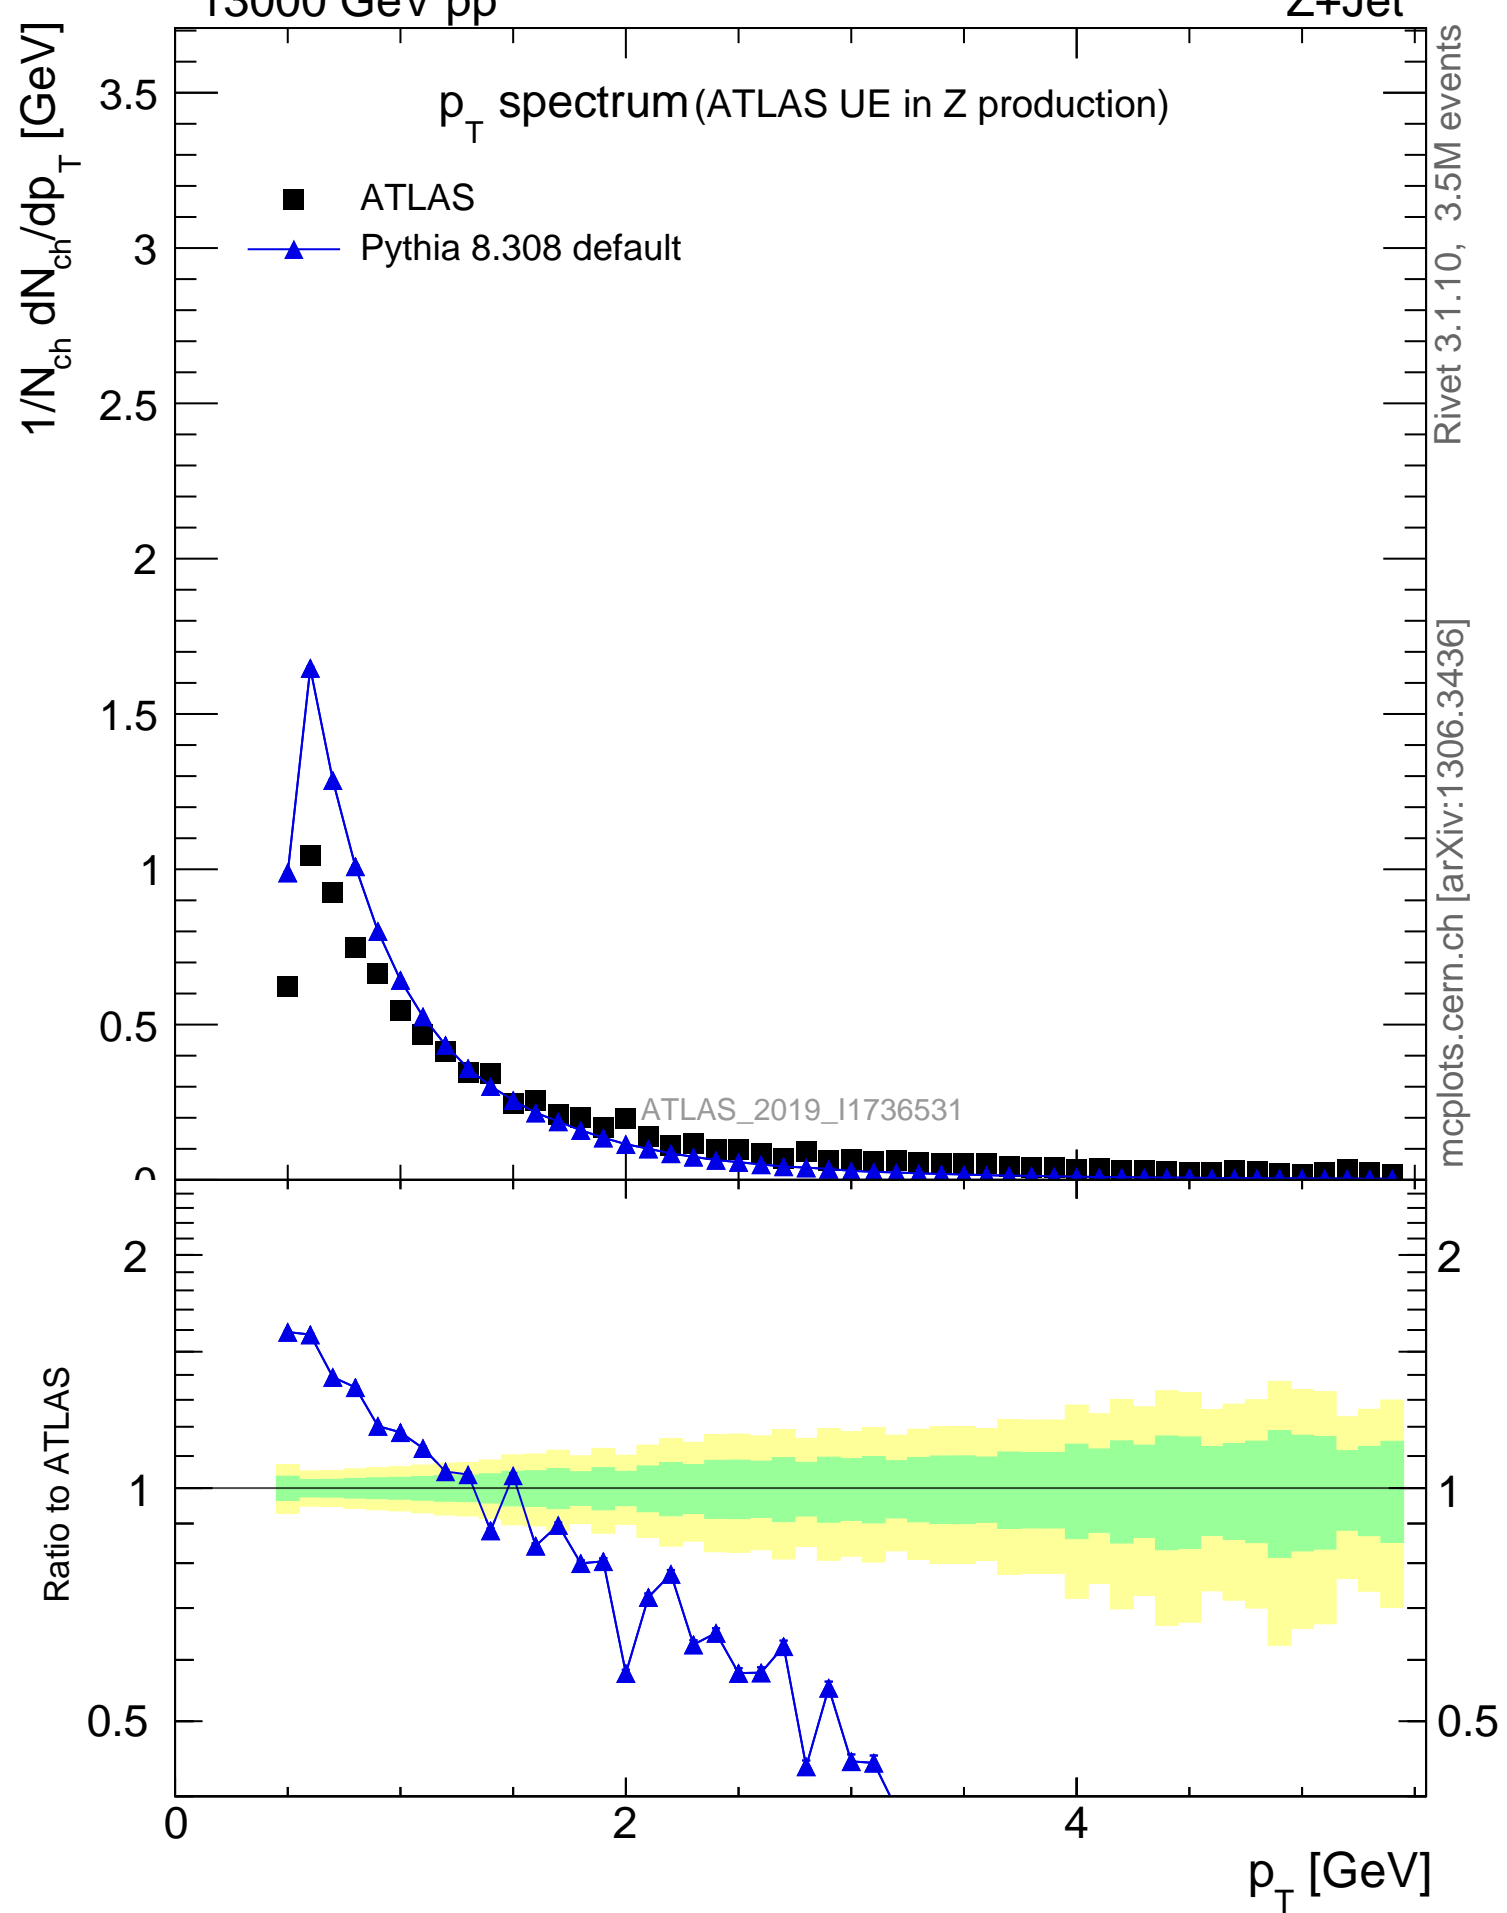 13000 GeV pp
Z+Jet
1/N_ch dN_ch/dp_T [GeV]
p_T spectrum (ATLAS UE in Z production)
ATLAS
Pythia 8.308 default
3.5
3
2.5
2
1.5
1
0.5
0
ATLAS_2019_I1736531
Rivet 3.1.10, 3.5M events
mcplots.cern.ch [arXiv:1306.3436]
Ratio to ATLAS
2
1
0.5
2
1
0.5
0
2
4
p_T [GeV]